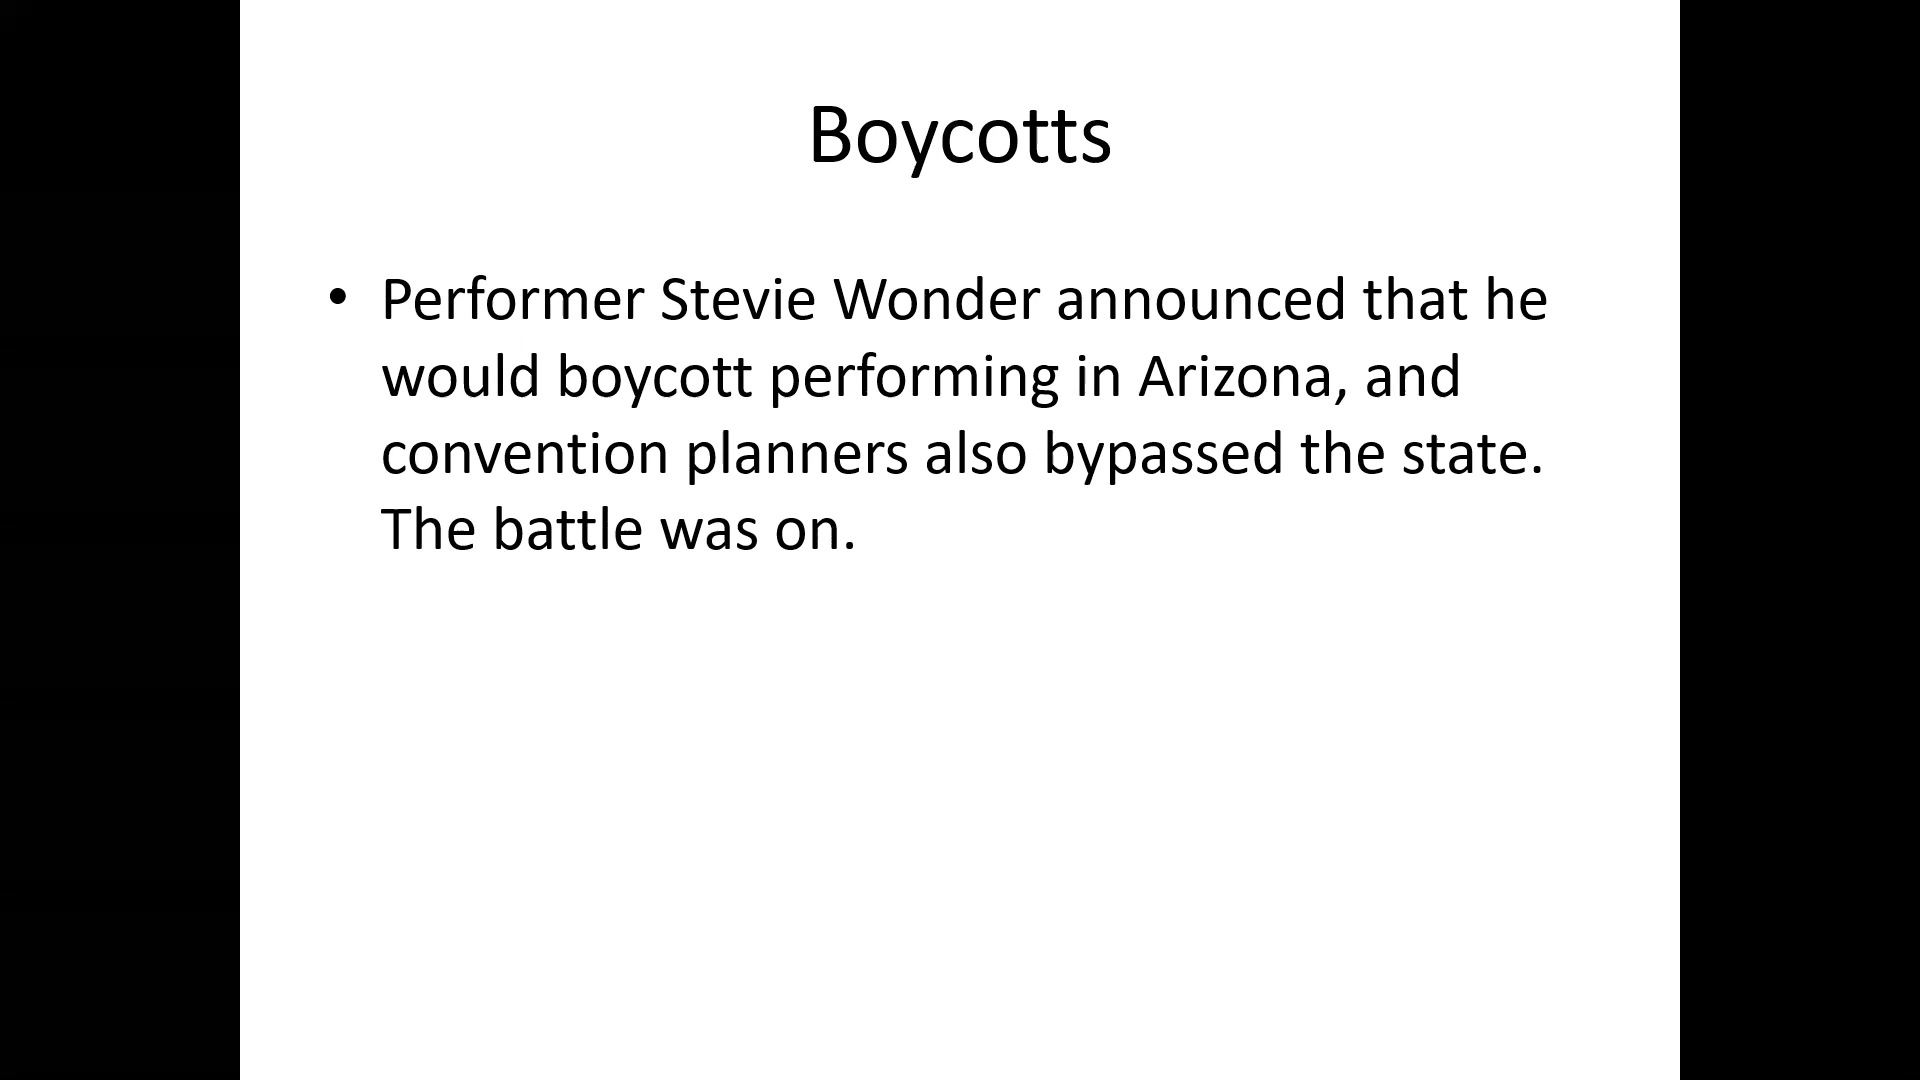 Boycotts
• Performer Stevie Wonder announced that he
would boycott performing in Arizona, and
convention planners also bypassed the state.
The battle was on.